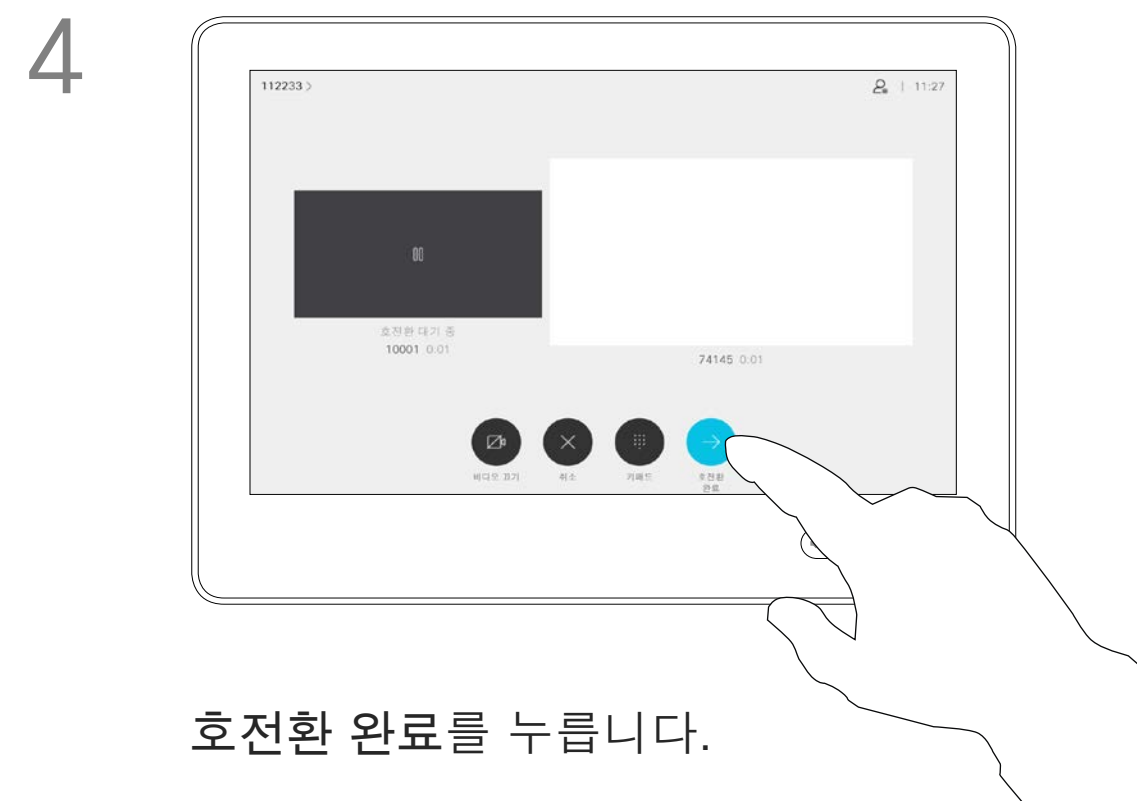 4
112233 >
| 11:27
호전환 대기 중
10001 0:01
74145 0:01
비디오 끄기
취소
키패드
호전환
완료
호전환 완료를 누릅니다.